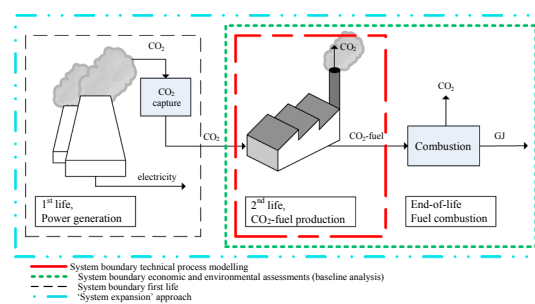 CO2
CO2
capture
CO2
electricity
1st life,
Power generation
CO2
CO2-fuel
2nd life,
CO2-fuel production
CO2
Combustion
GJ
End-of-life
Fuel combustion
System boundary technical process modelling
System boundary economic and environmental assessments (baseline analysis)
System boundary first life
'System expansion' approach